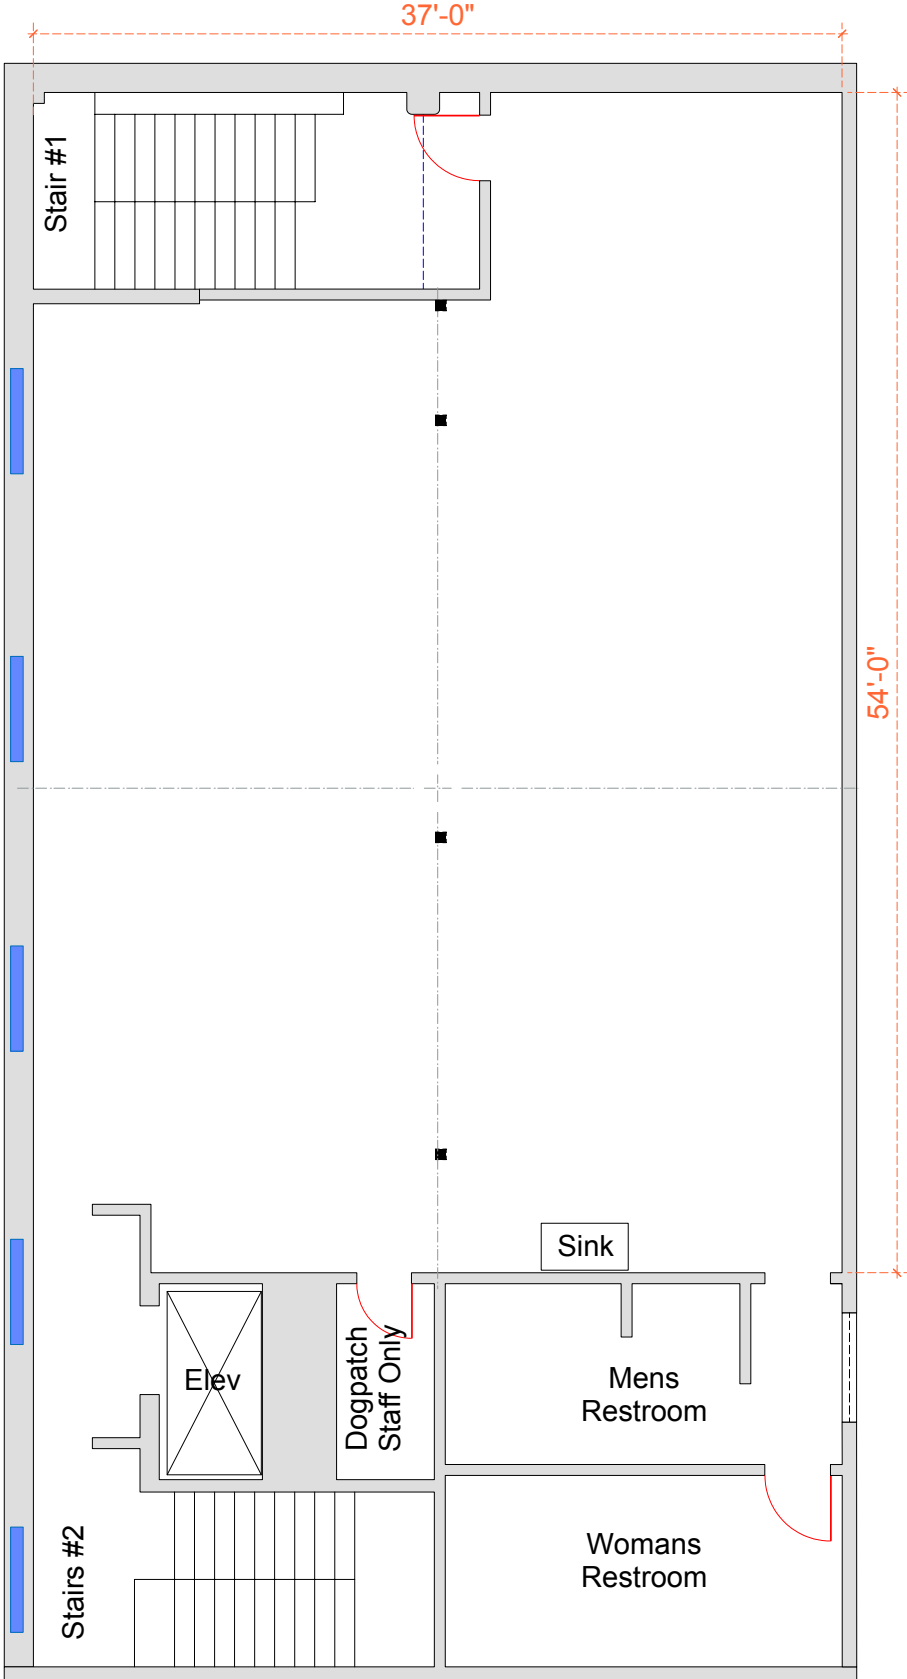 37'-0"
Stair #1
54'-0"
Sink
Elev
Dogpatch
Staff Only
Mens
Restroom
Stairs #2
Womans
Restroom